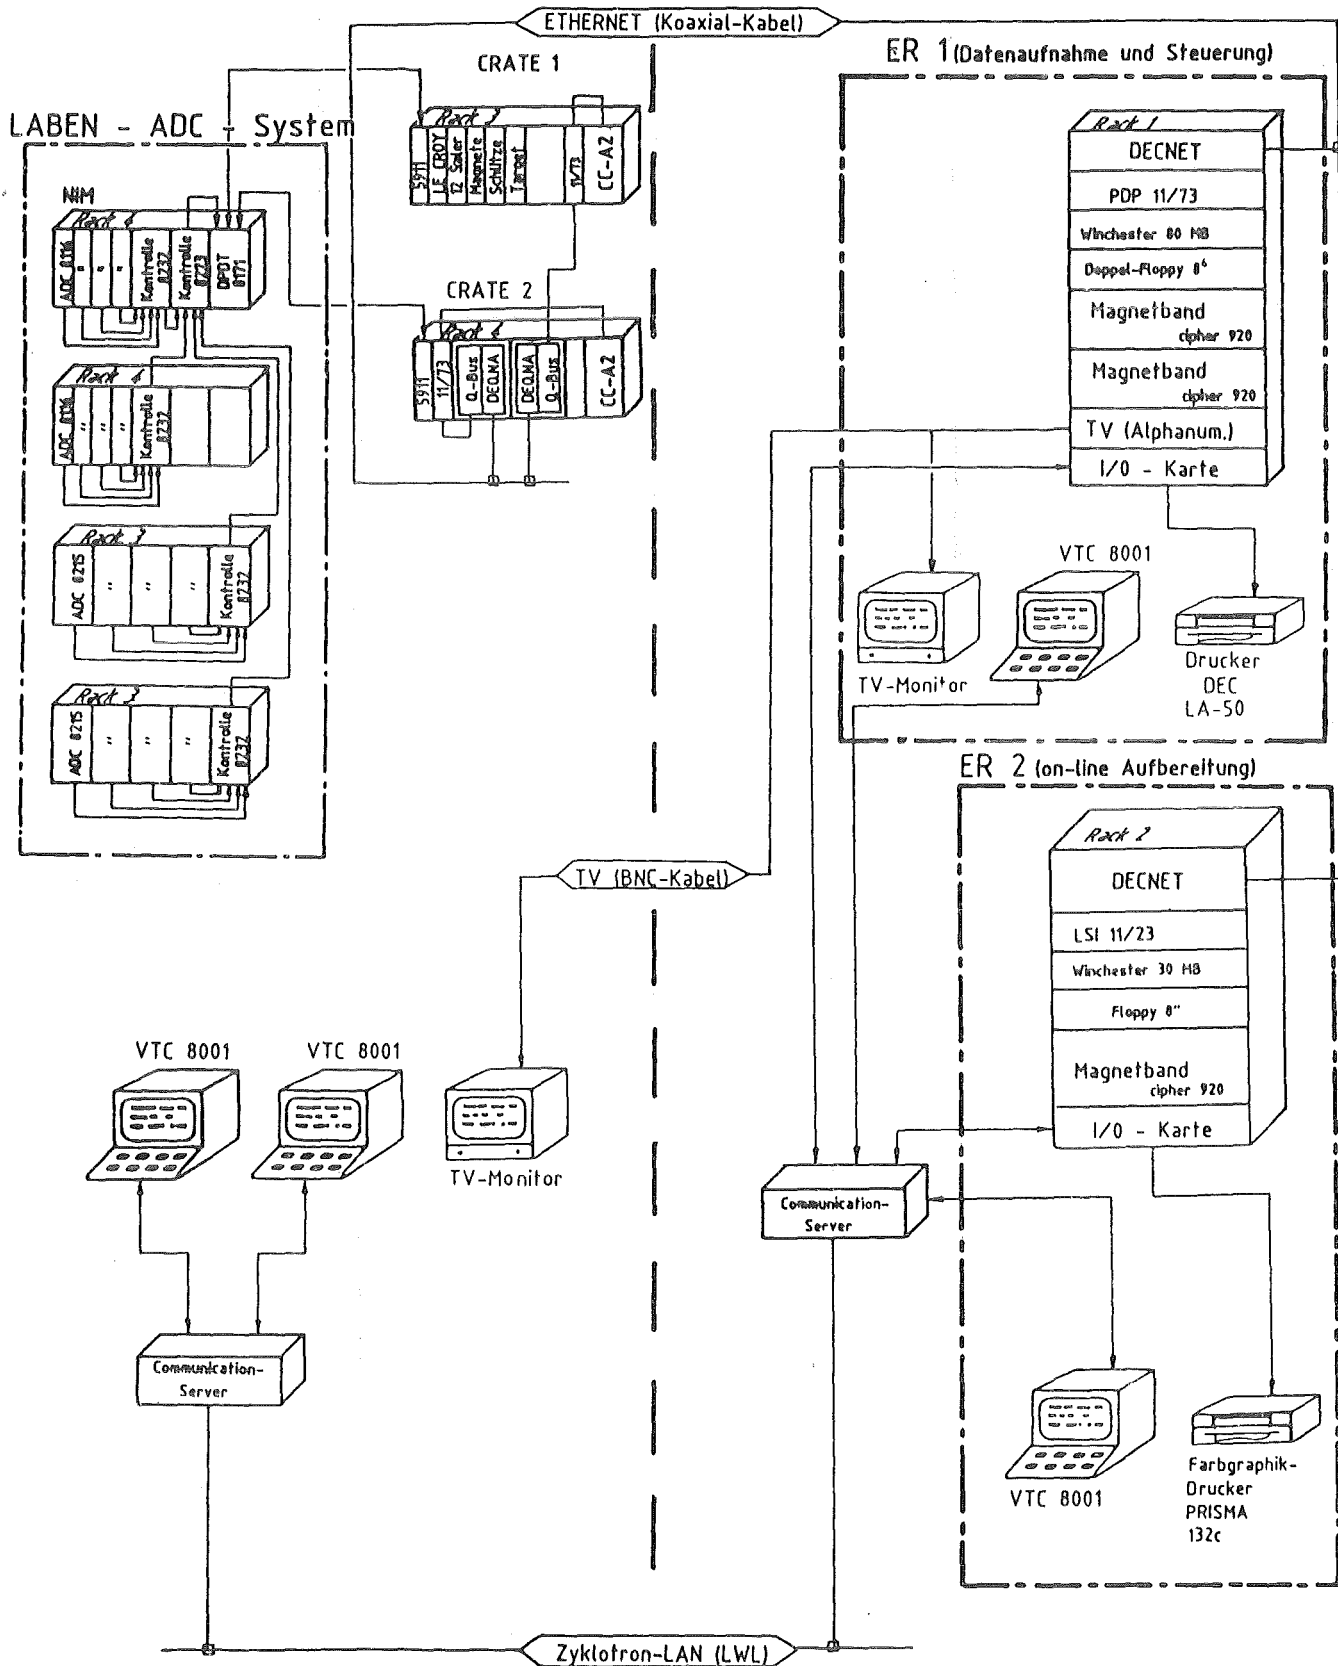 ETHERNET (Koaxial-Kabel)
CRATE 1
Rack 3
5911
LE CROY
12 Scaler
Magnete
Schlitze
Target
11/73
CC-A2
CRATE 2
5911
11/73
Q-Bus
DEQNA
DEQNA
Q-Bus
CC-A2
LABEN - ADC - System
NIM
Rack 4
ADC 8116
"
"
"
Kontrolle
8232
Kontrolle
8223
Rack 4
"
"
"
Kontrolle
8232
Rack 3
ADC 8215
"
"
"
Kontrolle
8232
Rack 3
ADC 8215
"
"
"
Kontrolle
8232
ER 1 (Datenaufnahme und Steuerung)
Rack 1
DECNET
PDP 11/73
Winchester 80 MB
Doppel-Floppy
Magnetband
cipher 920
Magnetband
cipher 920
TV (Alphanum.)
I/O - Karte
TV-Monitor
VTC 8001
Drucker
DEC
LA-50
ER 2 (on-line Aufbereitung)
Rack 2
DECNET
LSI 11/23
Winchester 30 MB
Floppy 8"
Magnetband
cipher 920
I/O - Karte
TV (BNC-Kabel)
VTC 8001
VTC 8001
TV-Monitor
Communication-
Server
Communication-
Server
VTC 8001
Farbgraphik-
Drucker
PRISMA
132c
Zyklotron-LAN (LWL)